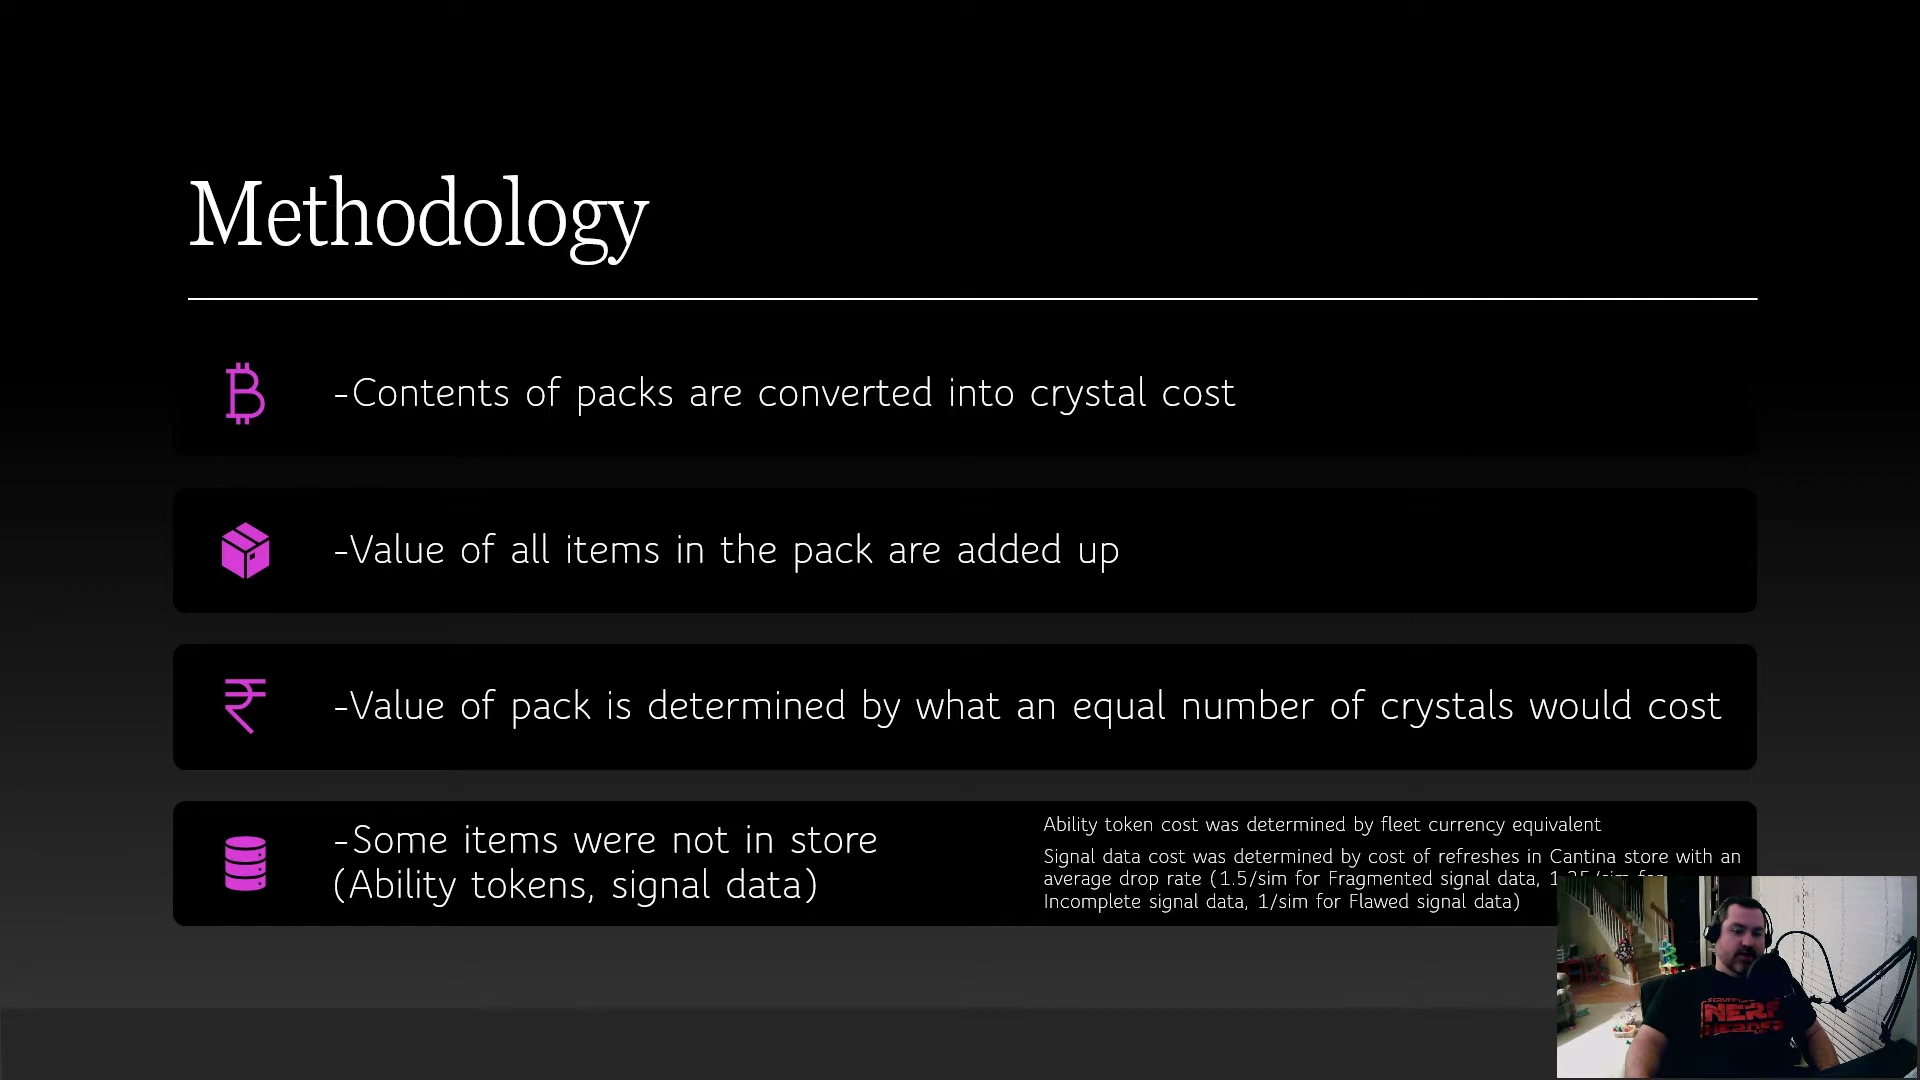 Methodology
-Contents of packs are converted into crystal cost
-Value of all items in the pack are added up
-Value of pack is determined by what an equal number of crystals would cost
-Some items were not in store
(Ability tokens, signal data)
Ability token cost was determined by fleet currency equivalent
Signal data cost was determined by cost of refreshes in Cantina store with an
average drop rate (1.5/sim for Fragmented signal data,
Incomplete signal data, 1/sim for Flawed signal data)
NERF
HERDER